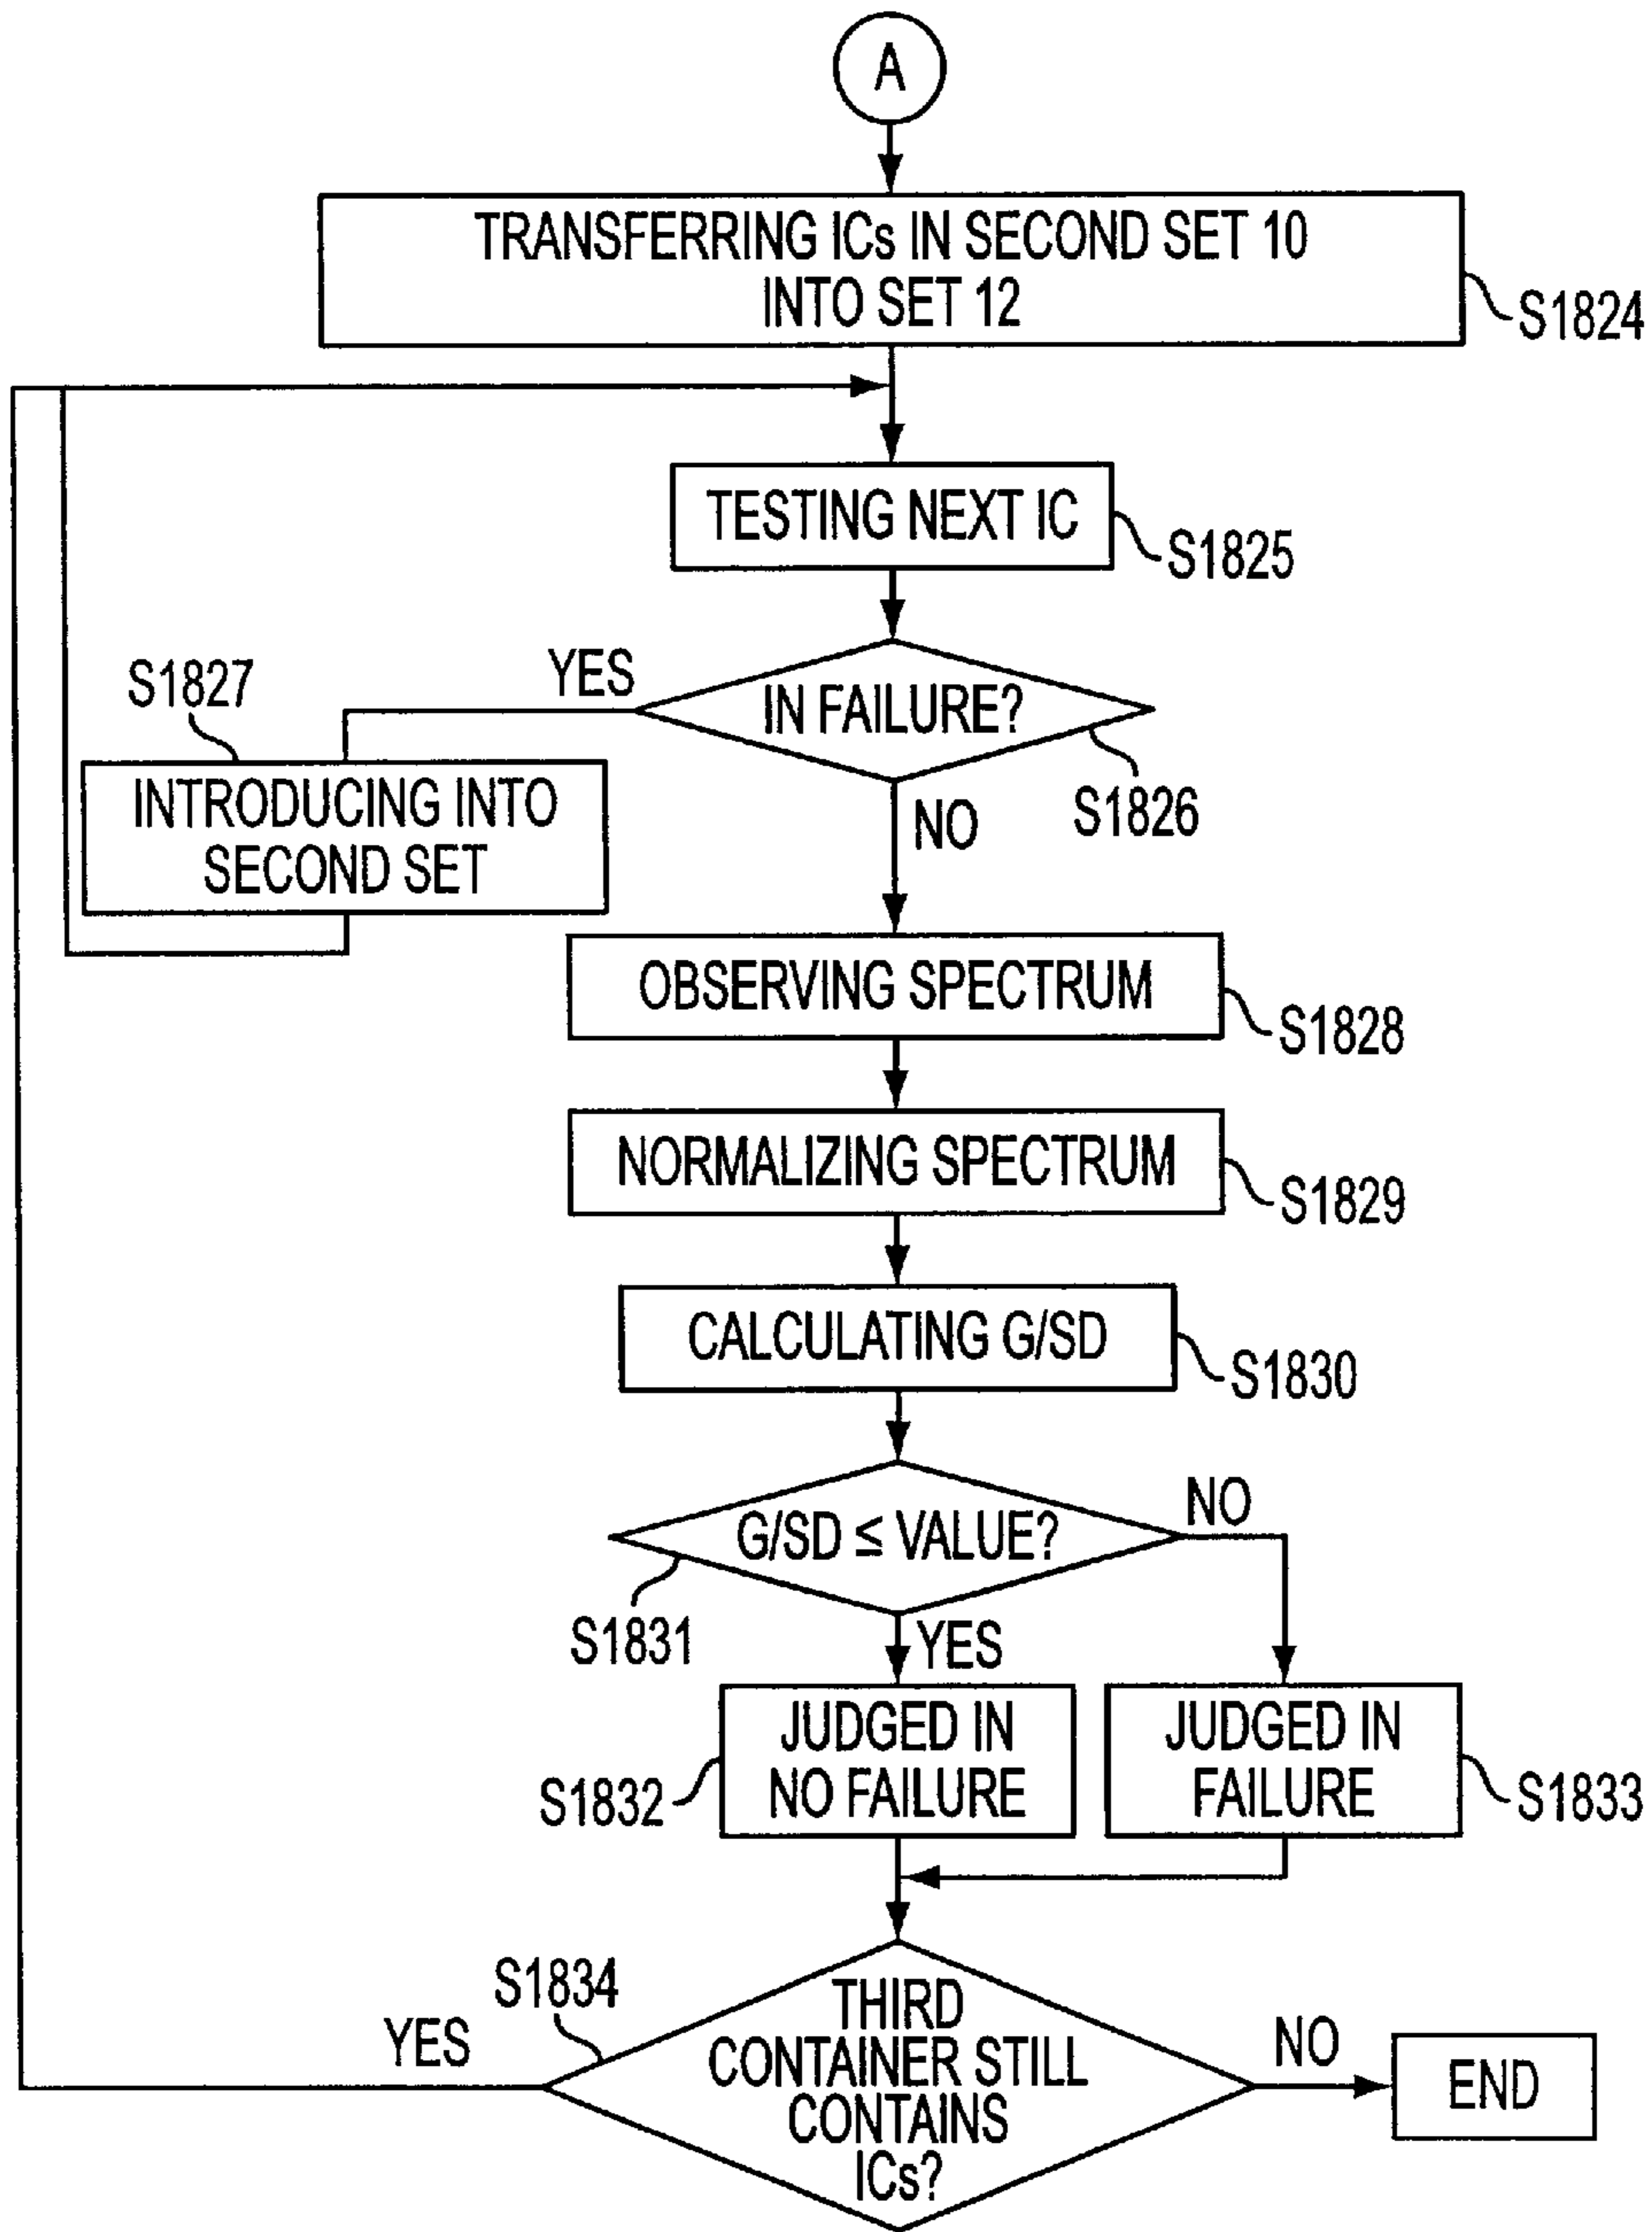 A
TRANSFERRING ICs IN SECOND SET 10
INTO SET 12
S1824
TESTING NEXT IC
S1825
IN FAILURE?
YES
S1826
NO
S1827
INTRODUCING INTO
SECOND SET
OBSERVING SPECTRUM
S1828
NORMALIZING SPECTRUM
S1829
CALCULATING G/SD
S1830
G/SD ≤ VALUE?
NO
S1831
YES
JUDGED IN
NO FAILURE
S1832
JUDGED IN
FAILURE
S1833
S1834
THIRD
CONTAINER STILL
CONTAINS
ICs?
YES
NO
END